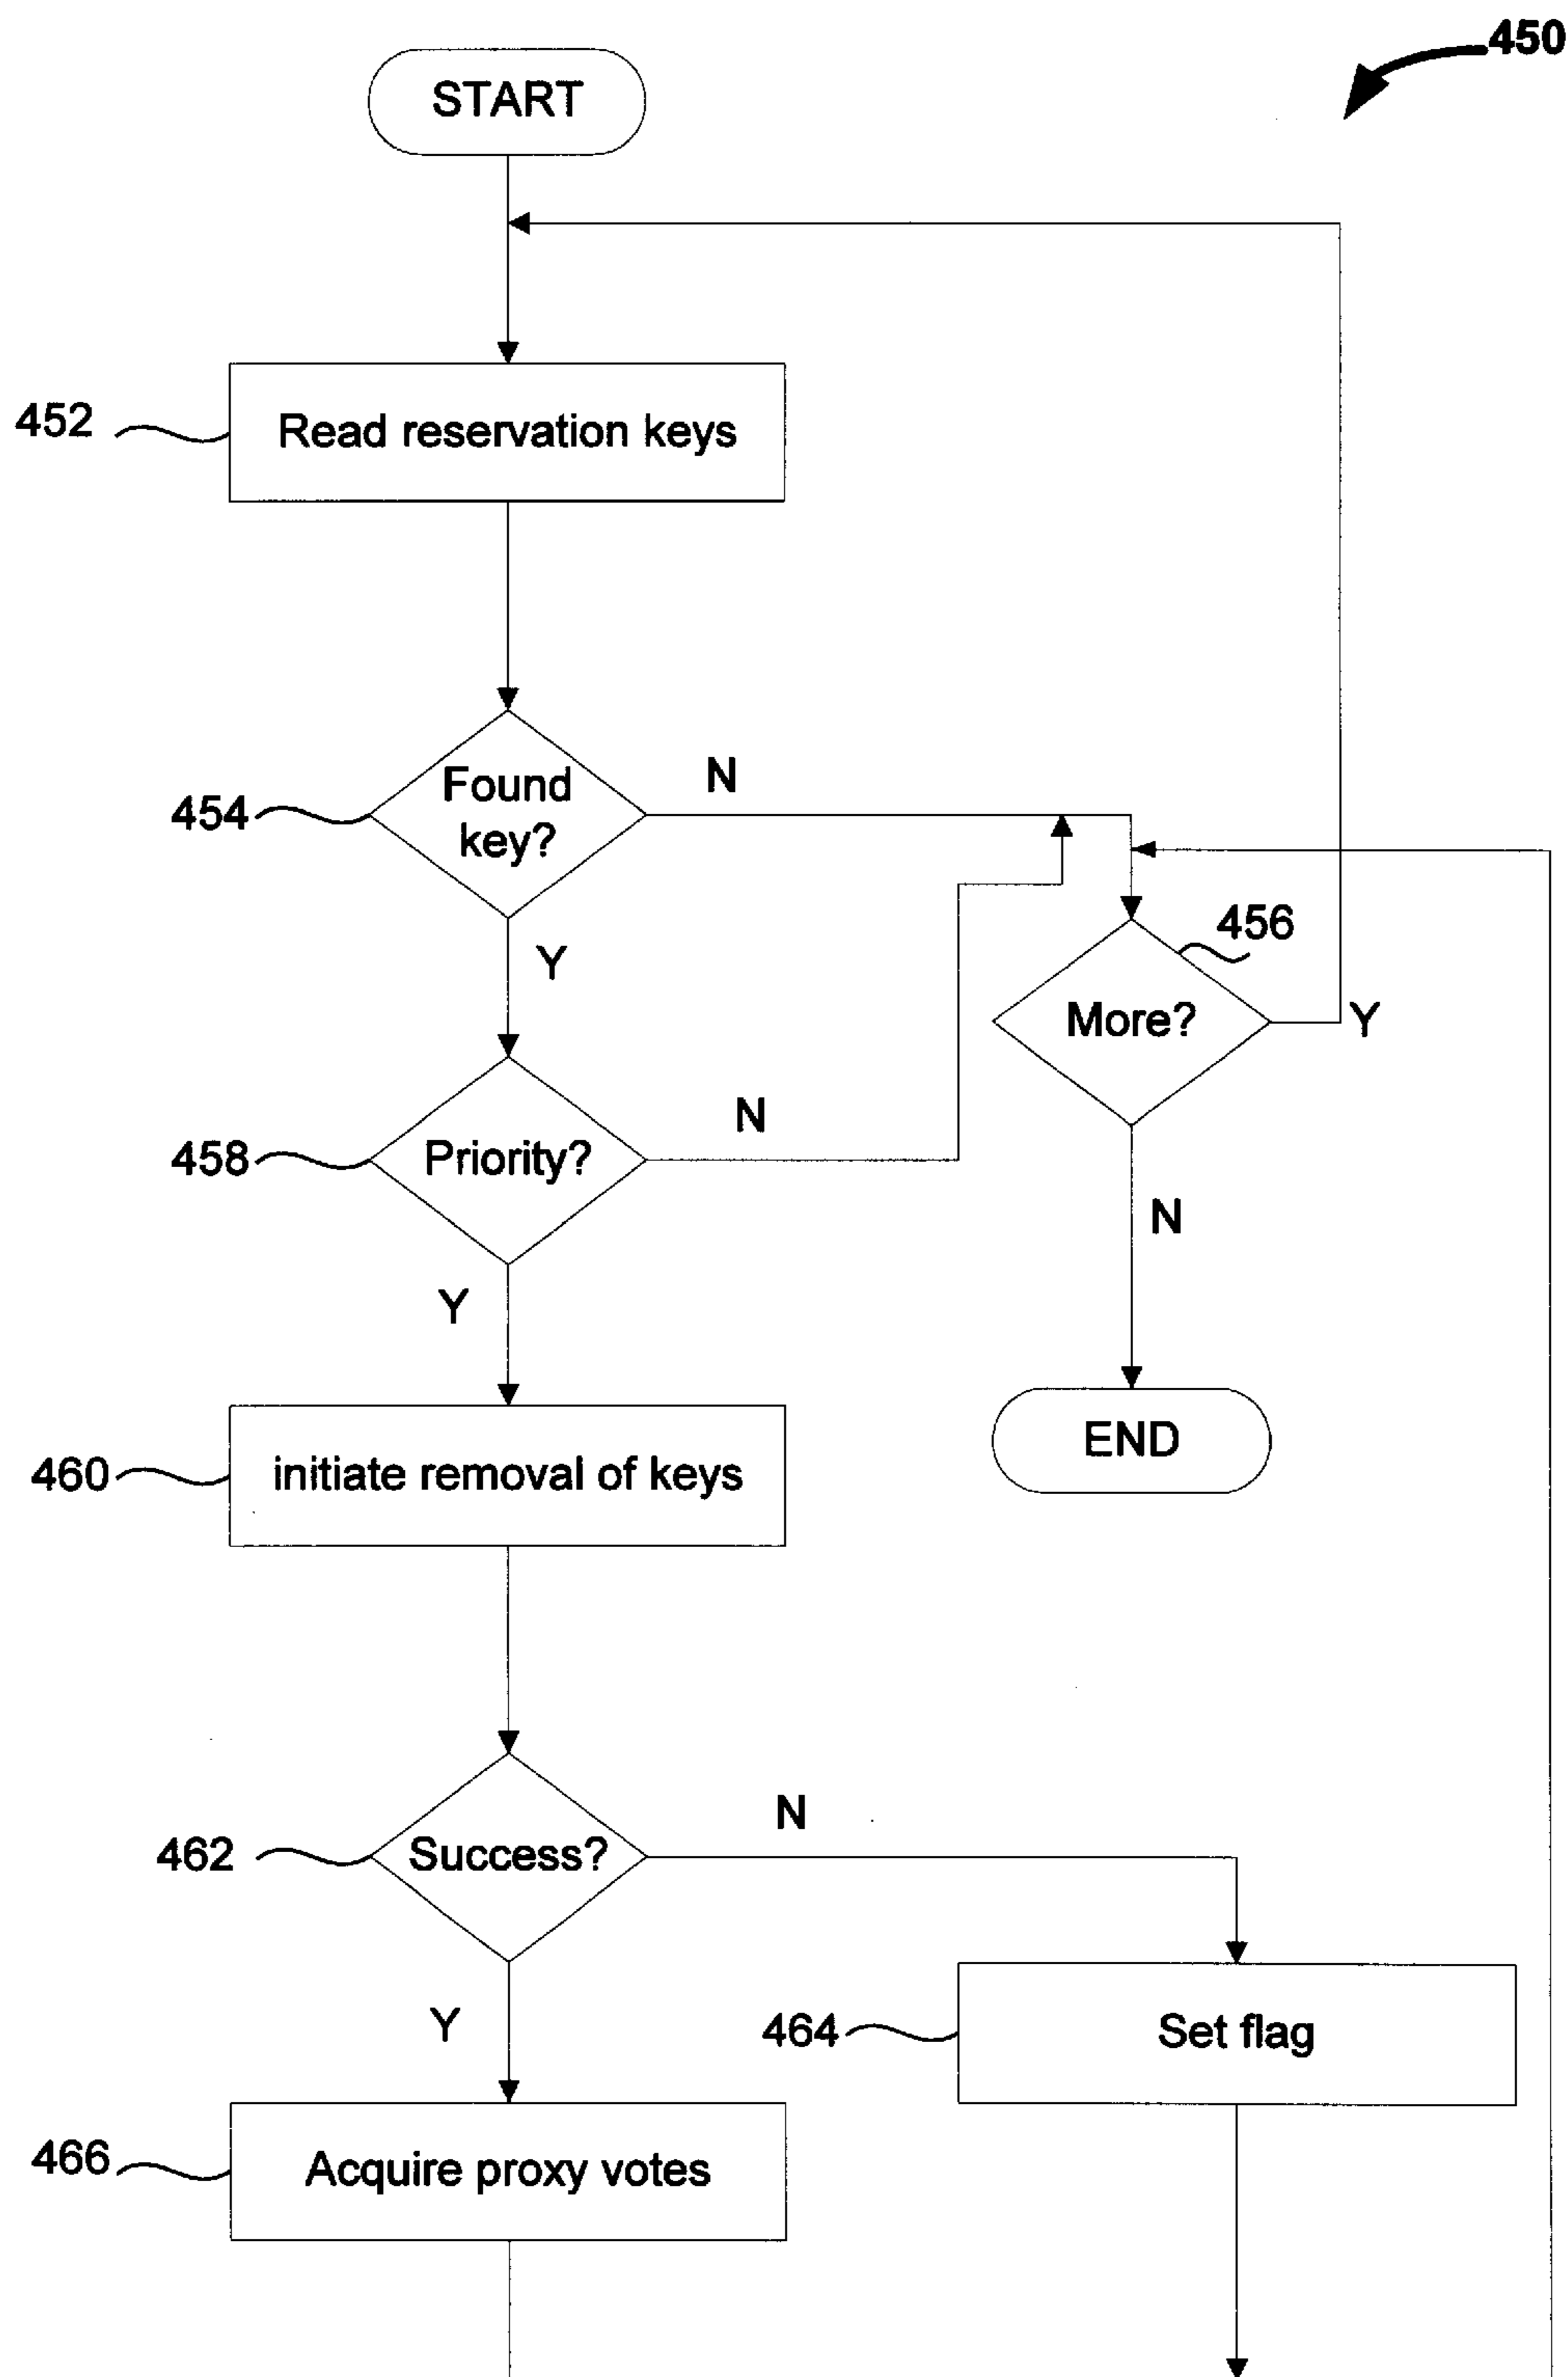 450
START
452
Read reservation keys
454
Found
key?
N
Y
456
More?
Y
458
Priority?
N
N
Y
END
460
initiate removal of keys
462
Success?
N
Y
464
Set flag
466
Acquire proxy votes